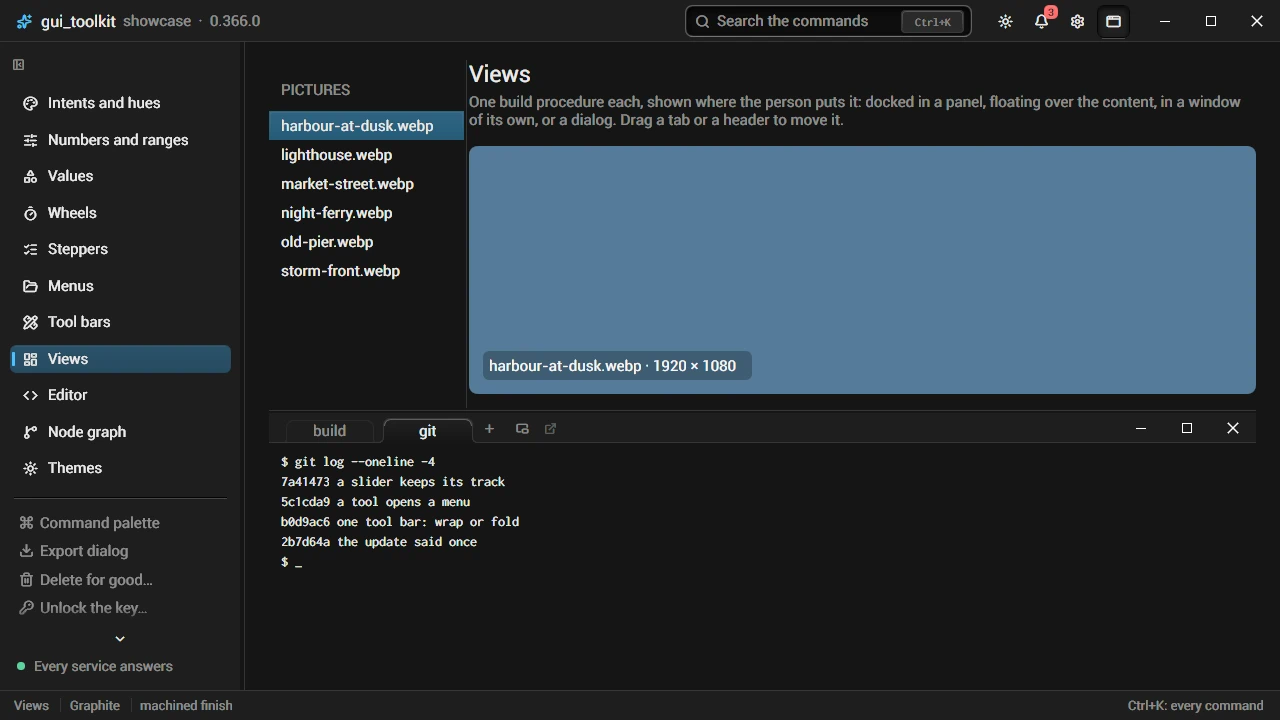 gui_toolkit showcase · 0.366.0
Search the commands Ctrl+K
3
Intents and hues
Numbers and ranges
Values
Wheels
Steppers
Menus
Tool bars
Views
Editor
Node graph
Themes
Command palette
Export dialog
Delete for good...
Unlock the key...
Every service answers
PICTURES
harbour-at-dusk.webp
lighthouse.webp
market-street.webp
night-ferry.webp
old-pier.webp
storm-front.webp
Views
One build procedure each, shown where the person puts it: docked in a panel, floating over the content, in a window
of its own, or a dialog. Drag a tab or a header to move it.
harbour-at-dusk.webp · 1920 × 1080
build git
$ git log --oneline -4
7a41473 a slider keeps its track
5c1cda9 a tool opens a menu
b0d9ac6 one tool bar: wrap or fold
2b7d64a the update said once
$ _
Views Graphite machined finish
Ctrl+K: every command